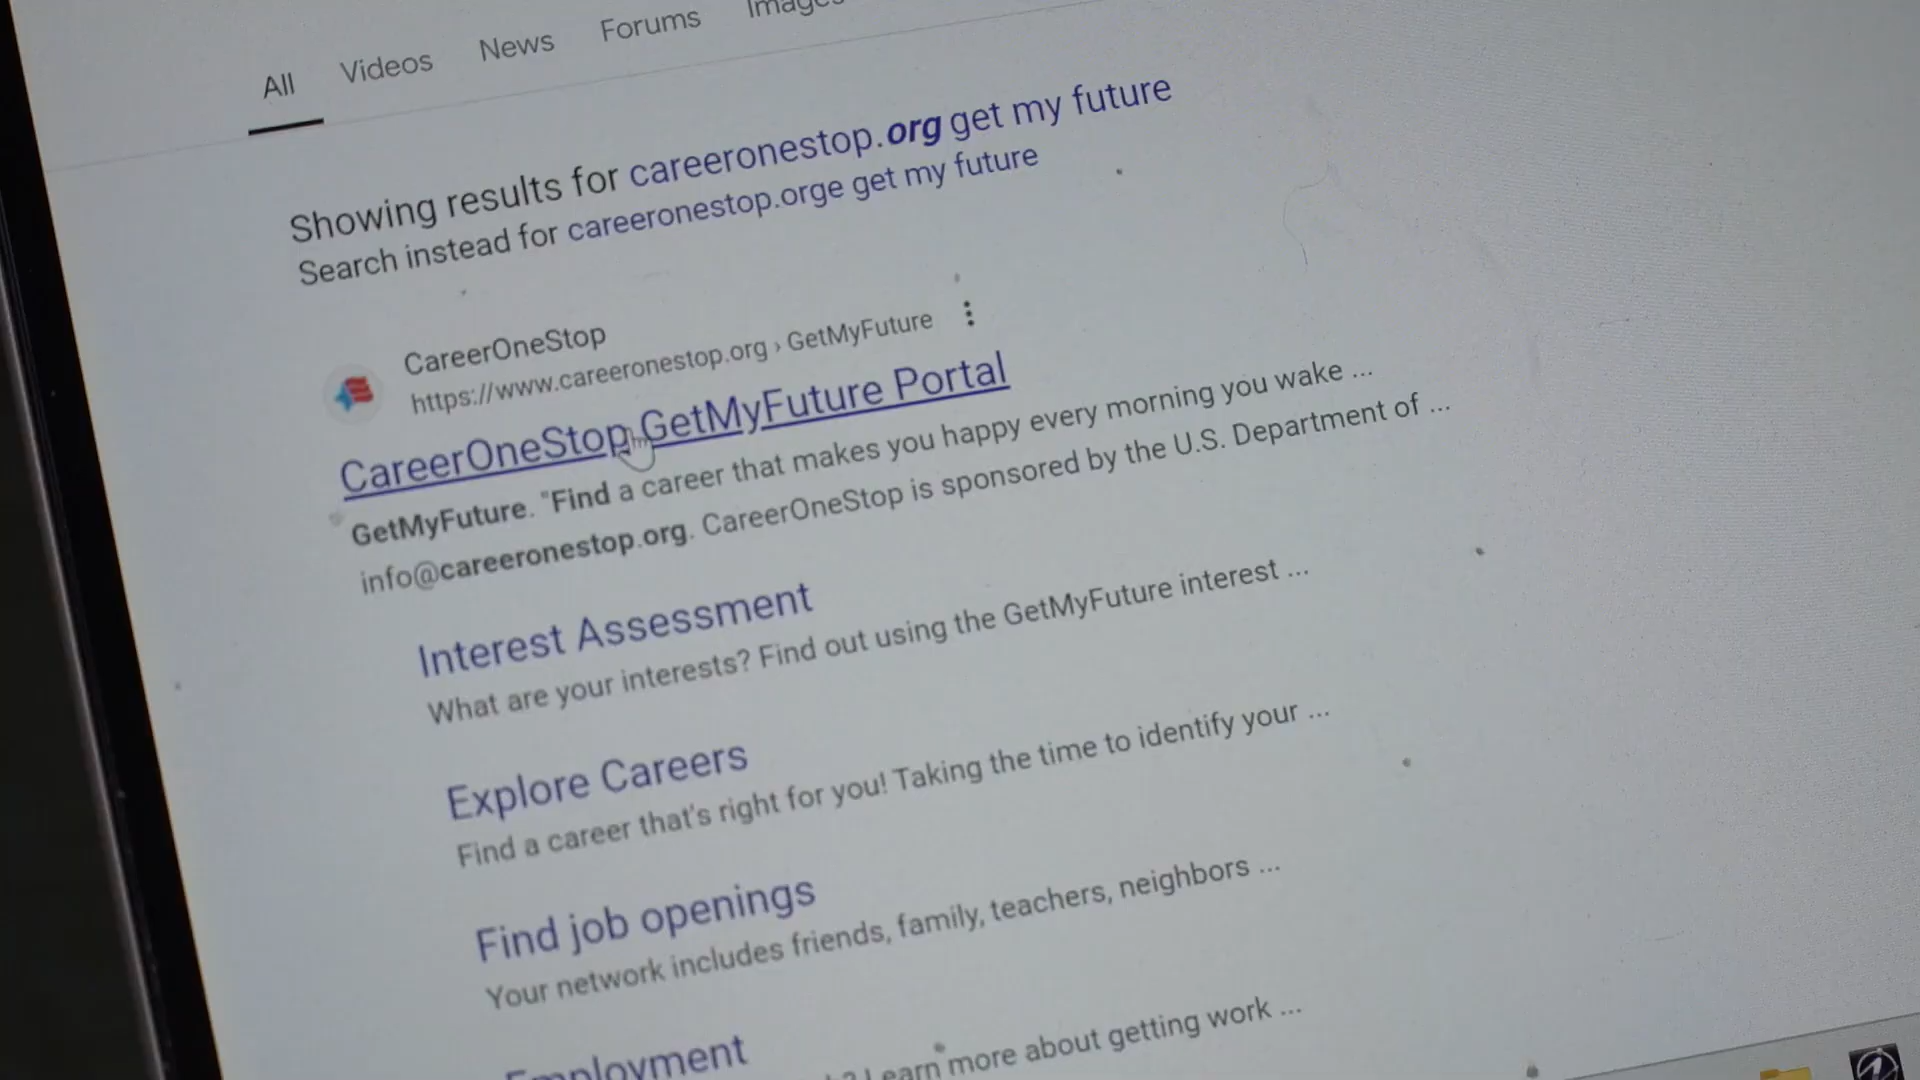 All Videos News Forums Images
Showing results for careeronestop.org get my future
Search instead for careeronestop.orge get my future
CareerOneStop
https://www.careeronestop.org › GetMyFuture
CareerOneStop GetMyFuture Portal
GetMyFuture. "Find a career that makes you happy every morning you wake ...
info@careeronestop.org. CareerOneStop is sponsored by the U.S. Department of ...
Interest Assessment
What are your interests? Find out using the GetMyFuture interest ...
Explore Careers
Find a career that's right for you! Taking the time to identify your ...
Find job openings
Your network includes friends, family, teachers, neighbors ...
Employment
Learn more about getting work ...